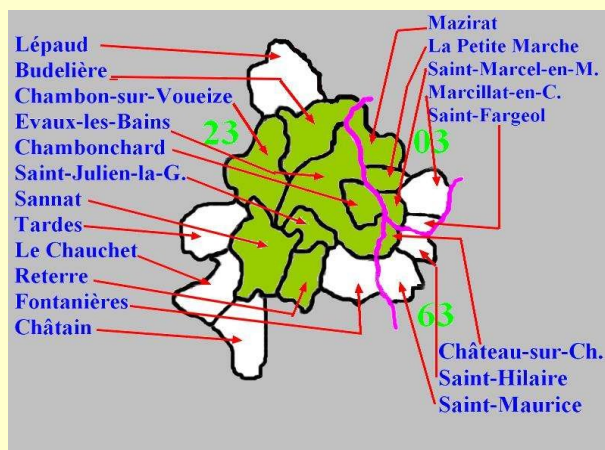 Lépaud
Budelière
Chambon-sur-Voueize
Evaux-les-Bains
Chambonchard
Saint-Julien-la-G.
Sannat
Tardes
Le Chauchet
Reterre
Fontanières
Châtain
23
Mazirat
La Petite Marche
Saint-Marcel-en-M.
Marcillat-en-C.
Saint-Fargeol
03
63
Château-sur-Ch.
Saint-Hilaire
Saint-Maurice